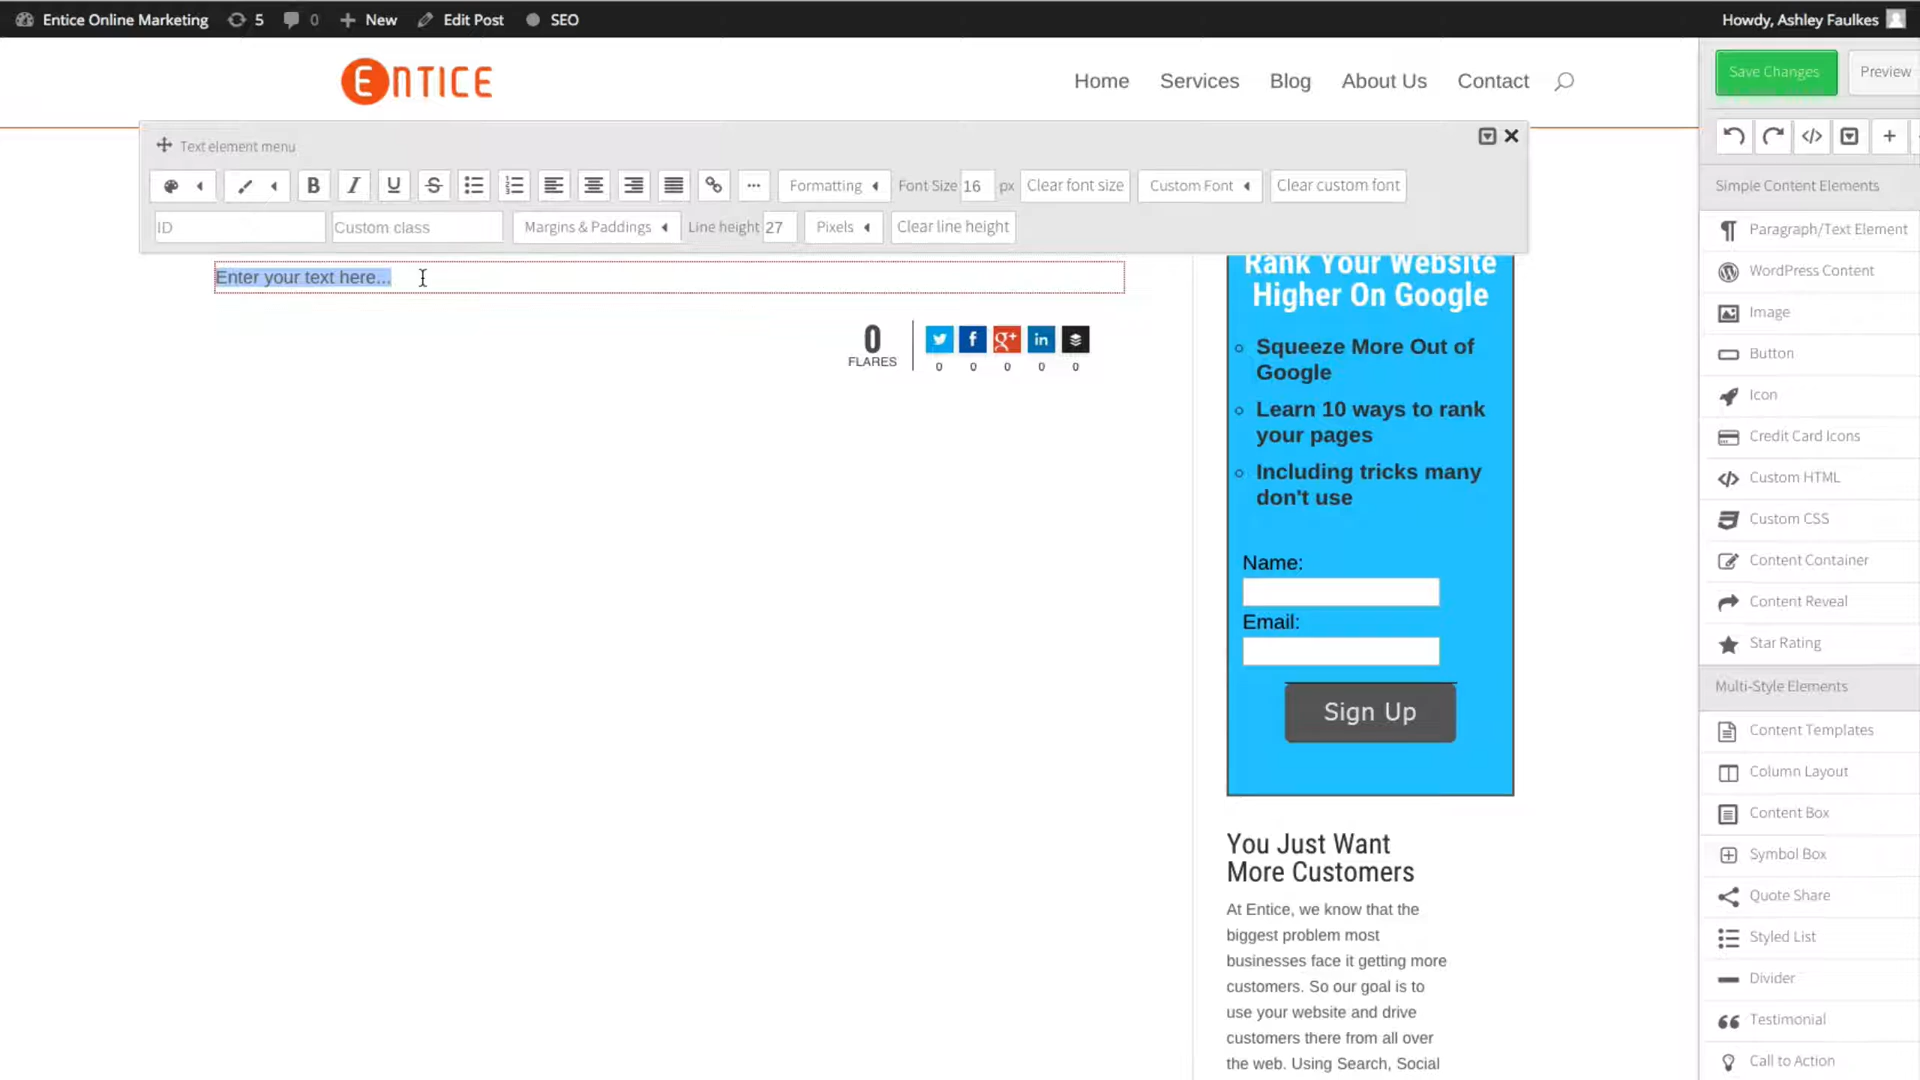 Entice Online Marketing 5 0 New Edit Post SEO Howdy, Ashley Faulkes
ENTICE
Home Services Blog About Us Contact
Save Changes Preview
Text element menu
B I U S Formatting Font Size 16 px Clear font size Custom Font Clear custom font
ID Custom class Margins & Paddings Line height 27 Pixels Clear line height
Enter your text here...
0
FLARES
0 0 0 0 0
Rank Your Website
Higher On Google
Squeeze More Out of
Google
Learn 10 ways to rank
your pages
Including tricks many
don't use
Name:
Email:
Sign Up
You Just Want
More Customers
At Entice, we know that the
biggest problem most
businesses face it getting more
customers. So our goal is to
use your website and drive
customers there from all over
the web. Using Search, Social
Simple Content Elements
Paragraph/Text Element
WordPress Content
Image
Button
Icon
Credit Card Icons
Custom HTML
Custom CSS
Content Container
Content Reveal
Star Rating
Multi-Style Elements
Content Templates
Column Layout
Content Box
Symbol Box
Quote Share
Styled List
Divider
Testimonial
Call to Action